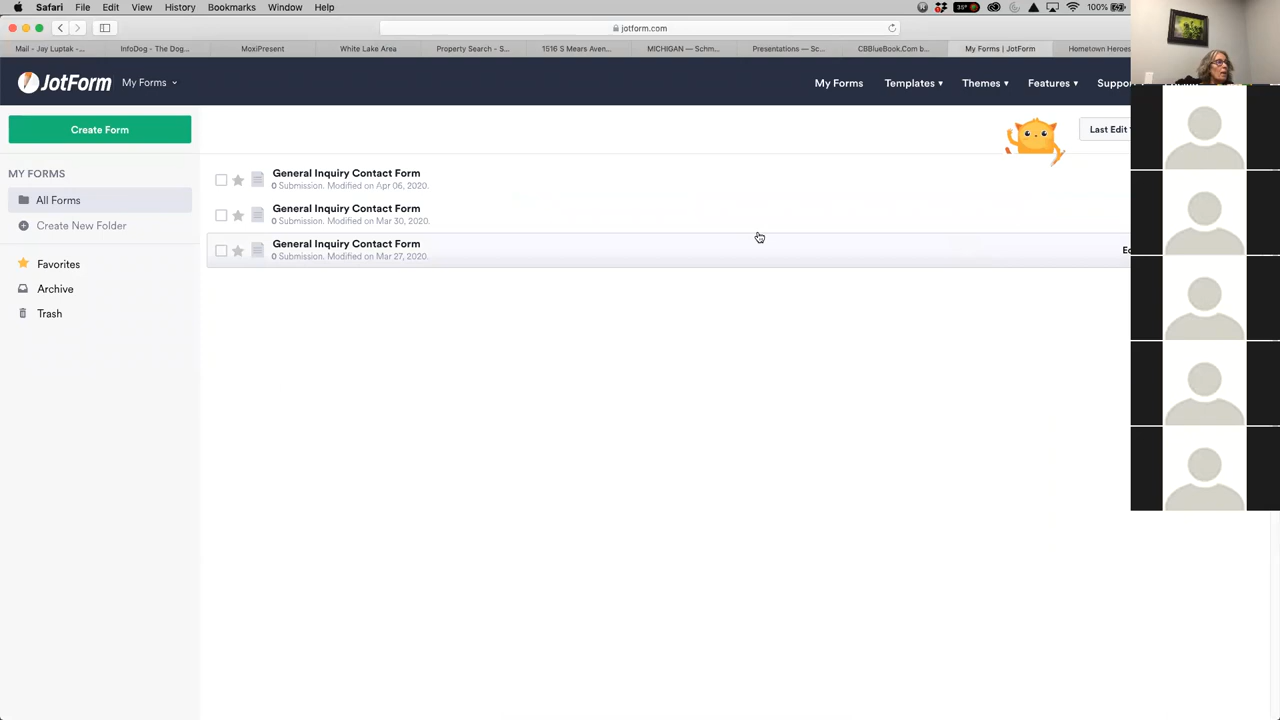 Safari File Edit View History Bookmarks Window Help
35° 100%
jotform.com
Mail - Jay Luptak -... InfoDog - The Dog... MoxiPresent White Lake Area Property Search - S... 1516 S Mears Aven... MICHIGAN — Schm... Presentations — Sc... CBBlueBook.Com b... My Forms | JotForm Hometown Heroes
JotForm My Forms My Forms Templates Themes Features Suppor
Create Form
Last Edit
MY FORMS
All Forms
Create New Folder
Favorites
Archive
Trash
General Inquiry Contact Form
0 Submission. Modified on Apr 06, 2020.
General Inquiry Contact Form
0 Submission. Modified on Mar 30, 2020.
General Inquiry Contact Form
0 Submission. Modified on Mar 27, 2020.